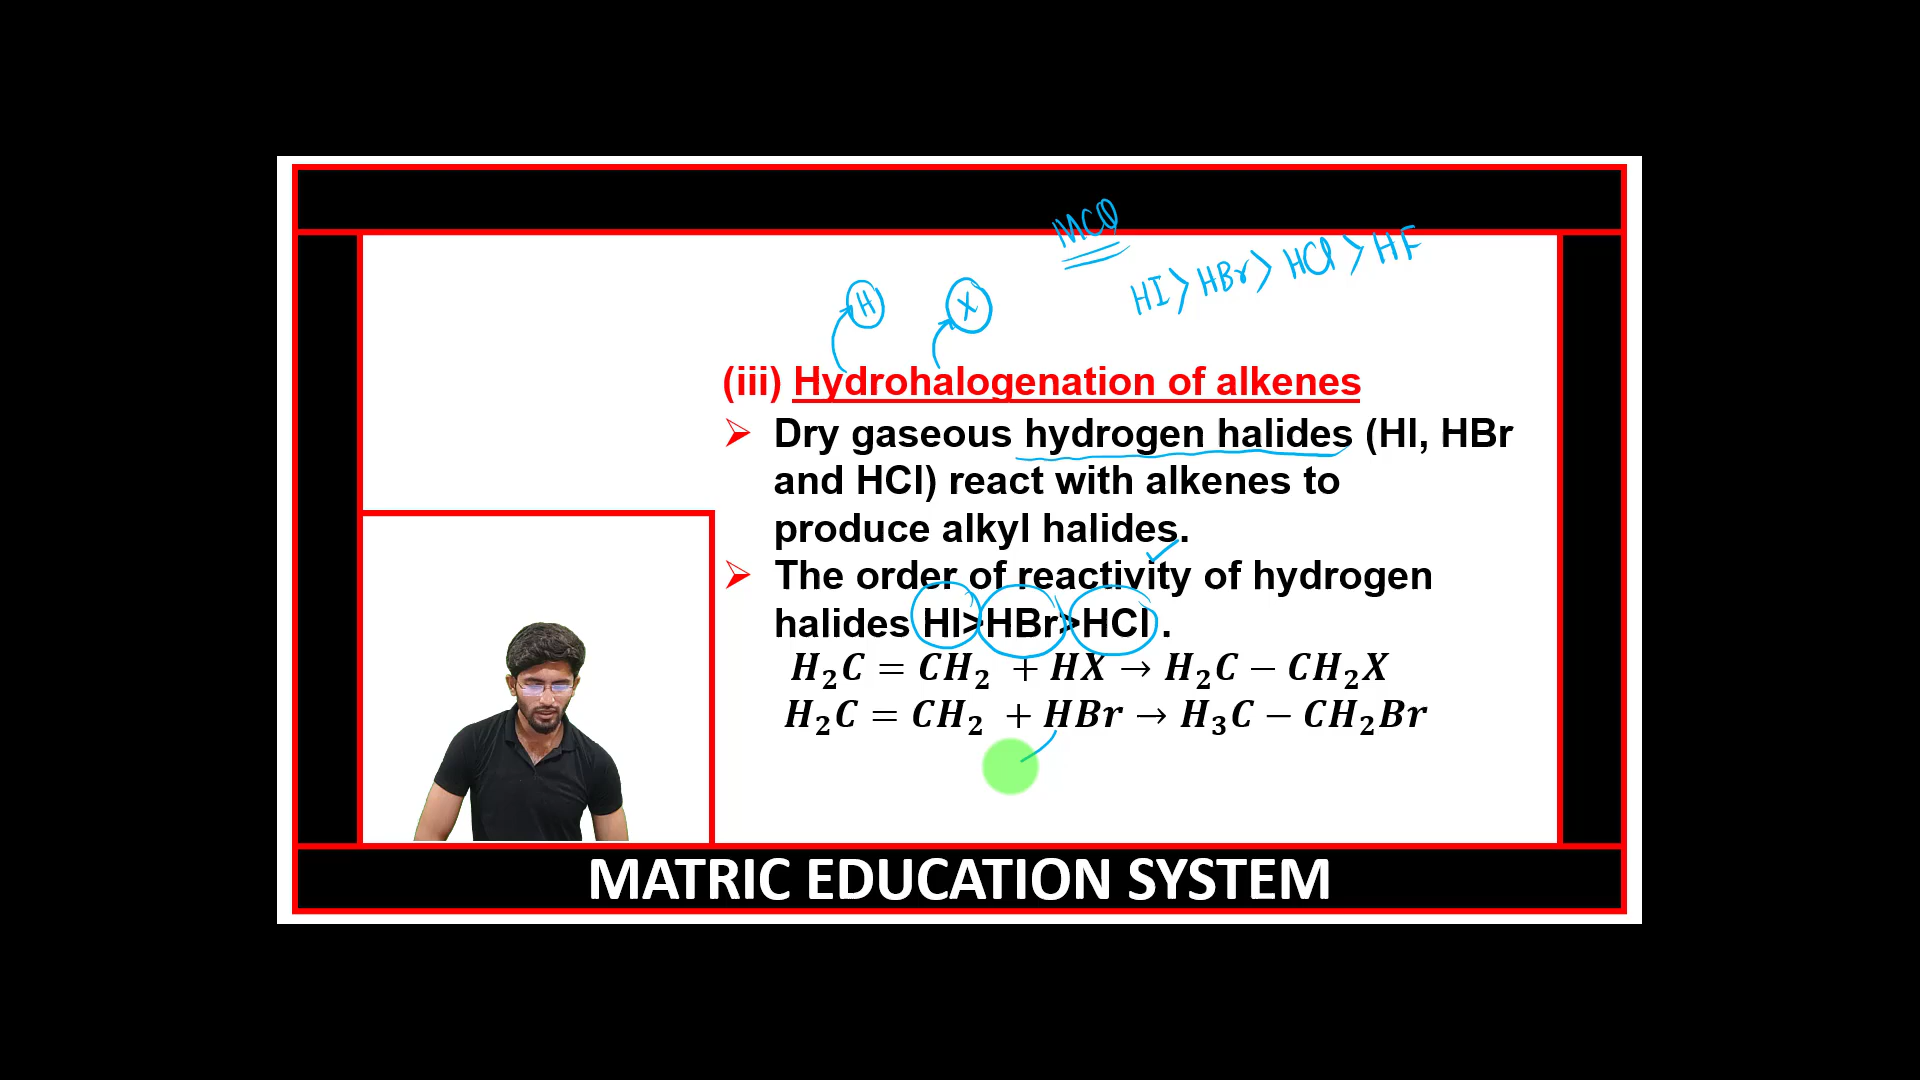 MCQ
HI > HBr > HCl > HF
H X
(iii) Hydrohalogenation of alkenes
➢ Dry gaseous hydrogen halides (HI, HBr
and HCl) react with alkenes to
produce alkyl halides.
➢ The order of reactivity of hydrogen
halides HI>HBr>HCl .
H₂C = CH₂ + HX → H₂C − CH₂X
H₂C = CH₂ + HBr → H₃C − CH₂Br
MATRIC EDUCATION SYSTEM